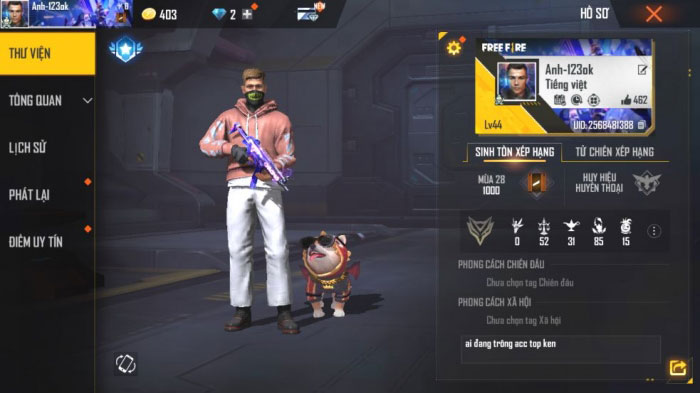 Anh-123ok
403
2
HỒ SƠ
THƯ VIỆN
TỔNG QUAN
LỊCH SỬ
PHÁT LẠI
ĐIỂM UY TÍN
FREE FIRE
Anh-123ok
Tiếng việt
462
Lv44
UID: 2568481388
SINH TỒN XẾP HẠNG
TỬ CHIẾN XẾP HẠNG
MÙA 28
1000
HUY HIỆU
HUYỀN THOẠI
0 52 31 85 15
PHONG CÁCH CHIẾN ĐẤU
Chưa chọn tag Chiến đấu
PHONG CÁCH XÃ HỘI
Chưa chọn tag Xã hội
ai đang trông acc top ken